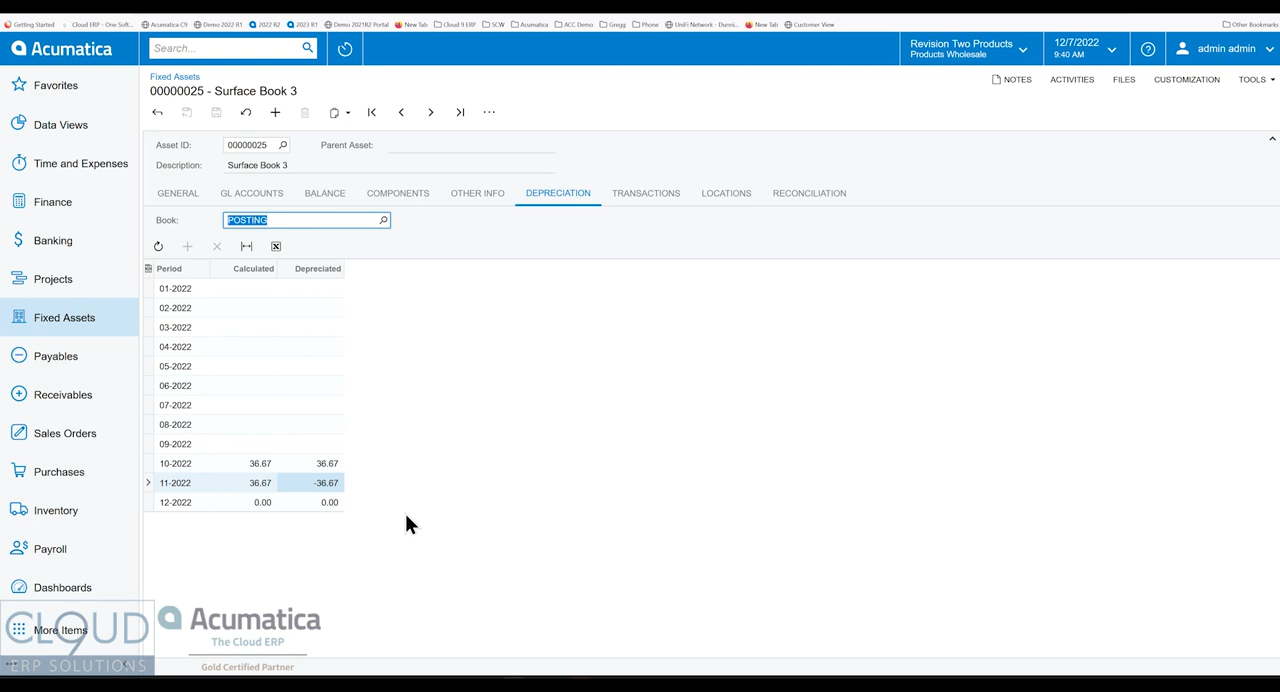 Getting Started Cloud ERP - One Soft... Acumatica C9 Demo 2022 R1 2022 R2 2023 R1 Demo 2021R2 Portal New Tab Cloud 9 ERP SCW Acumatica ACC Demo Gregg Phone UniFi Network - Dunni... New Tab Customer View Other Bookmarks
Acumatica Search... Revision Two Products 12/7/2022 admin admin
Products Wholesale 9:40 AM
Favorites
Data Views
Time and Expenses
Finance
Banking
Projects
Fixed Assets
Payables
Receivables
Sales Orders
Purchases
Inventory
Payroll
Dashboards
More Items
Fixed Assets
00000025 - Surface Book 3
NOTES ACTIVITIES FILES CUSTOMIZATION TOOLS
Asset ID: 00000025 Parent Asset:
Description: Surface Book 3
GENERAL GL ACCOUNTS BALANCE COMPONENTS OTHER INFO DEPRECIATION TRANSACTIONS LOCATIONS RECONCILIATION
Book: POSTING
Period Calculated Depreciated
01-2022
02-2022
03-2022
04-2022
05-2022
06-2022
07-2022
08-2022
09-2022
10-2022 36.67 36.67
11-2022 36.67 -36.67
12-2022 0.00 0.00
CLOUD9
ERP SOLUTIONS
Acumatica
The Cloud ERP
Gold Certified Partner